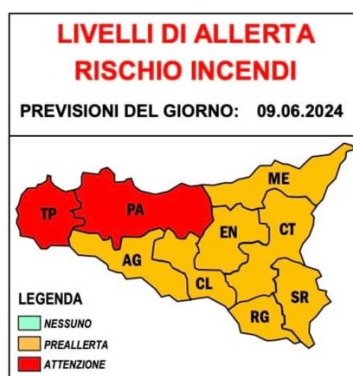 LIVELLI DI ALLERTA
RISCHIO INCENDI
PREVISIONI DEL GIORNO: 09.06.2024
ME
TP
PA
EN
CT
AG
CL
SR
RG
LEGENDA
NESSUNO
PREALLERTA
ATTENZIONE